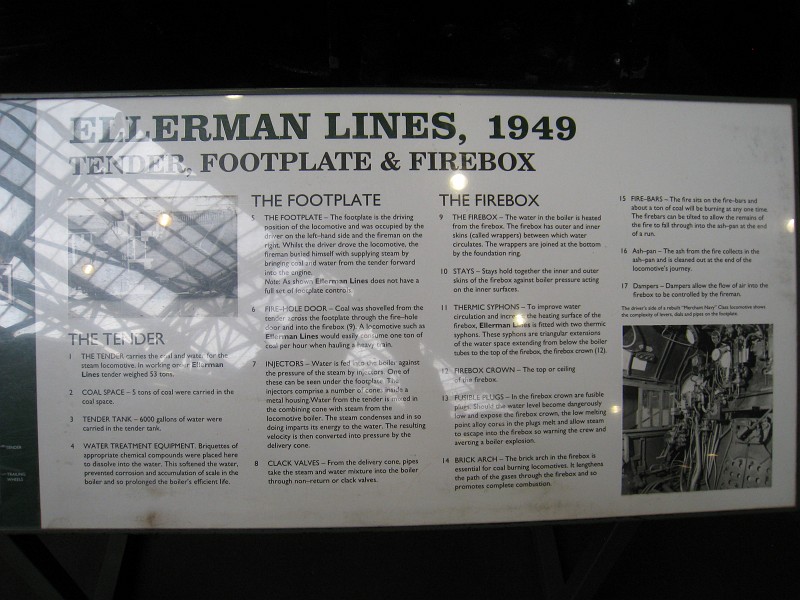 ELLERMAN LINES, 1949
TENDER, FOOTPLATE & FIREBOX
THE TENDER
1 THE TENDER carries the coal and water for the
steam locomotive. In working order Ellerman
Lines tender weighed 53 tons.
2 COAL SPACE – 5 tons of coal were carried in the
coal space.
3 TENDER TANK – 6000 gallons of water were
carried in the tender tank.
4 WATER TREATMENT EQUIPMENT. Briquettes of
appropriate chemical compounds were placed here
to dissolve into the water. This softened the water,
prevented corrosion and accumulation of scale in the
boiler and so prolonged the boiler's efficient life.
THE FOOTPLATE
5 THE FOOTPLATE – The footplate is the driving
position of the locomotive and was occupied by the
driver on the left-hand side and the fireman on the
right. Whilst the driver drove the locomotive, the
fireman busied himself with supplying steam by
bringing coal and water from the tender forward
into the engine.
Note: As shown Ellerman Lines does not have a
full set of footplate controls.
6 FIRE-HOLE DOOR – Coal was shovelled from the
tender across the footplate through the fire-hole
door and into the firebox (9). A locomotive such as
Ellerman Lines would easily consume one ton of
coal per hour when hauling a heavy train.
7 INJECTORS – Water is fed into the boiler against
the pressure of the steam by injectors. One of
these can be seen under the footplate. The
injectors comprise a number of cones inside a
metal housing. Water from the tender is mixed in
the combining cone with steam from the
locomotive boiler. The steam condenses and in so
doing imparts its energy to the water. The resulting
velocity is then converted into pressure by the
delivery cone.
8 CLACK VALVES – From the delivery cone, pipes
take the steam and water mixture into the boiler
through non-return or clack valves.
THE FIREBOX
9 THE FIREBOX – The water in the boiler is heated
from the firebox. The firebox has outer and inner
skins (called wrappers) between which water
circulates. The wrappers are joined at the bottom
by the foundation ring.
10 STAYS – Stays hold together the inner and outer
skins of the firebox against boiler pressure acting
on the inner surfaces.
11 THERMIC SYPHONS – To improve water
circulation and increase the heating surface of the
firebox, Ellerman Lines is fitted with two thermic
syphons. These syphons are triangular extensions
of the water space extending from below the boiler
tubes to the top of the firebox, the firebox crown (12).
12 FIREBOX CROWN – The top or ceiling
of the firebox.
13 FUSIBLE PLUGS – In the firebox crown are fusible
plugs. Should the water level become dangerously
low and expose the firebox crown, the low melting
point alloy cores in the plugs melt and allow steam
to escape into the firebox so warning the crew and
averting a boiler explosion.
14 BRICK ARCH – The brick arch in the firebox is
essential for coal burning locomotives. It lengthens
the path of the gases through the firebox and so
promotes complete combustion.
15 FIRE-BARS – The fire sits on the fire-bars and
about a ton of coal will be burning at any one time.
The firebars can be tilted to allow the remains of
the fire to fall through into the ash-pan at the end
of a run.
16 Ash-pan – The ash from the fire collects in the
ash-pan and is cleaned out at the end of the
locomotive's journey.
17 Dampers – Dampers allow the flow of air into the
firebox to be controlled by the fireman.
The driver's side of a rebuilt "Merchant Navy" Class locomotive shows
the complexity of levers, dials and pipes on the footplate.
TENDER
TRAILING
WHEELS